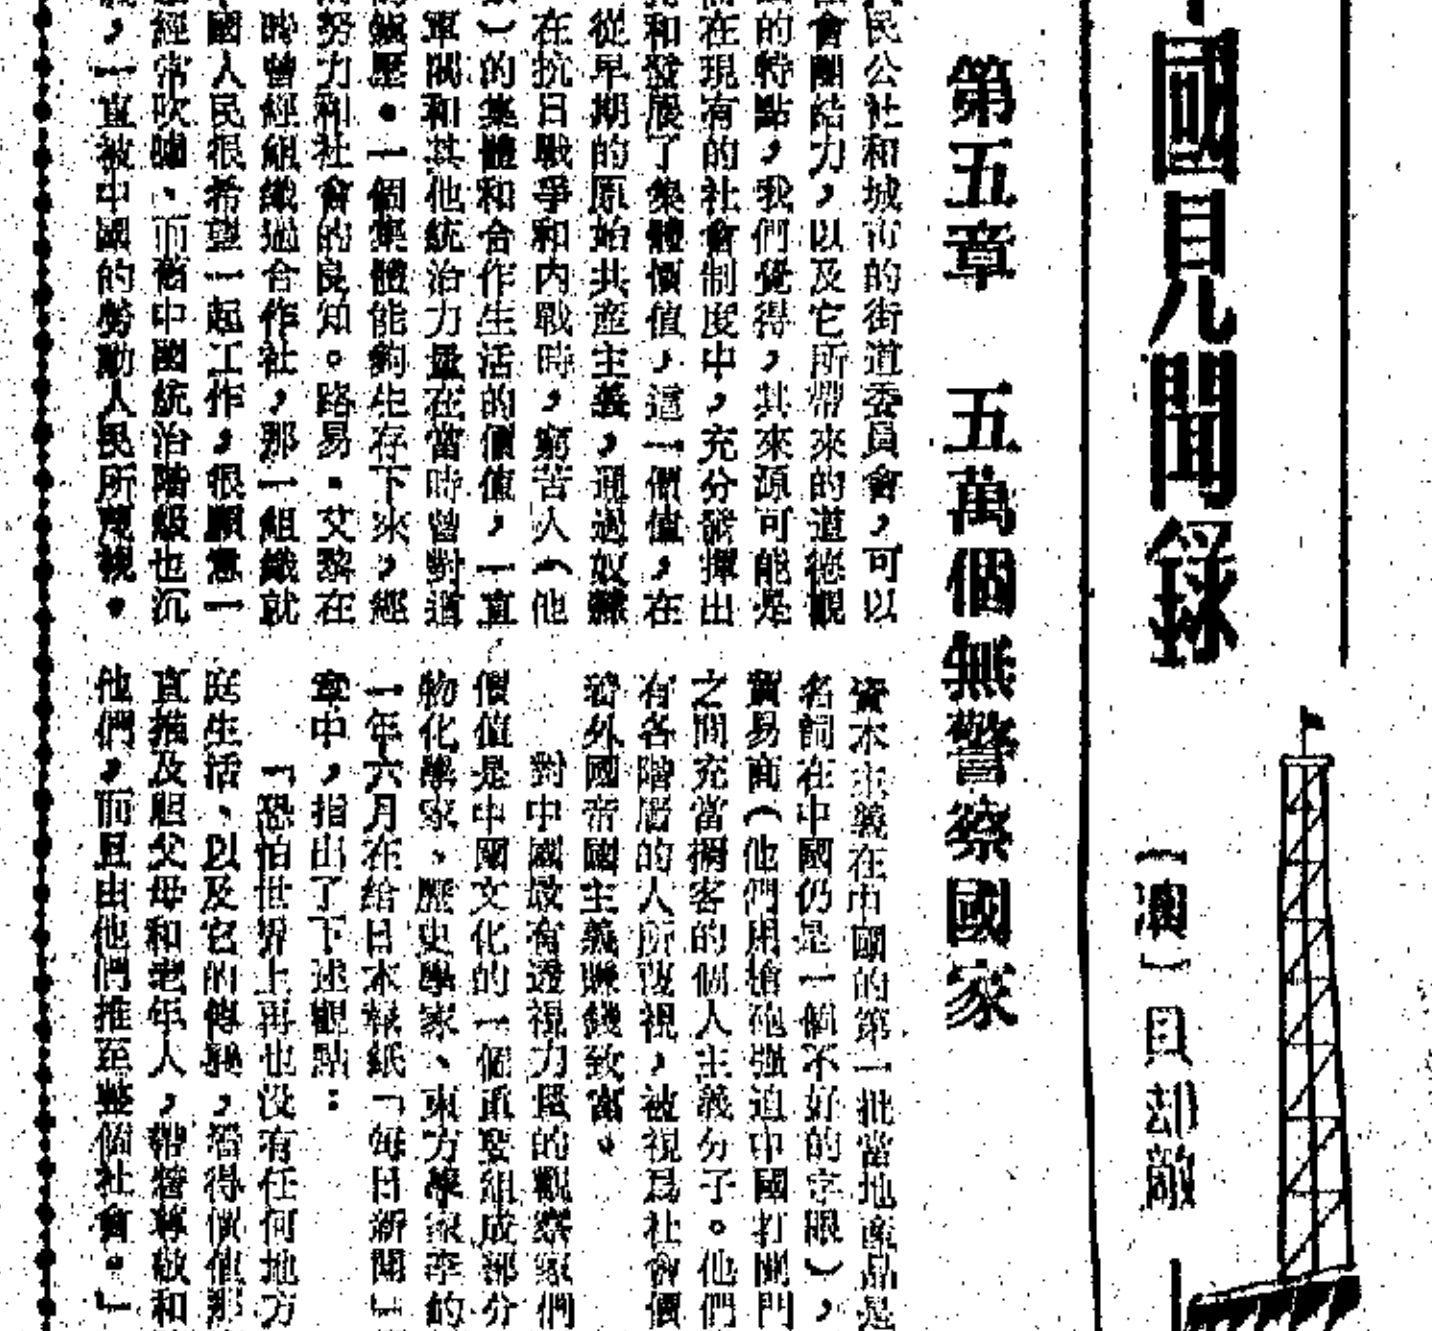 國見聞錄
〔澳〕貝却敵
第五章　五萬個無警察國家
民公社和城市的街道委員會，可以
會團結力，以及它所帶來的道德觀
的特點，我們覺得，其來源可能是
在現有的社會制度中，充分發揮出
和發展了集體價值，這一價值，在
從早期的原始共產主義，通過奴隸
在抗日戰爭和內戰時，窮苦人（他
）的集體和合作生活的價值，一直
軍閥和其他統治力量在當時曾對這
鎮壓。一個集體能夠生存下來，經
努力和社會的良知。路易·艾黎在
時曾經組織過合作社，那一組織就
國人民很希望一起工作，很願意一
經常吹噓、而舊中國統治階級也沉
，一直被中國的勞動人民所蔑視。
資本主義在中國的第一批當地產品是
名詞在中國仍是一個不好的字眼），
貿易商（他們用槍砲強迫中國打開門
之間充當掮客的個人主義分子。他們
有各階層的人所蔑視，被視爲社會價
着外國帝國主義賺錢致富。
對中國最有透視力量的觀察家們
價值是中國文化的一個重要組成部分
物化學家、歷史學家、東方學家李約
一年六月在給日本報紙「每日新聞」
章中，指出了下述觀點：
「恐怕世界上再也沒有任何地方
庭生活、以及它的傳統，值得價值那
直推及祖父母和老年人，帶着尊敬和
他們，而且由他們推至整個社會。」